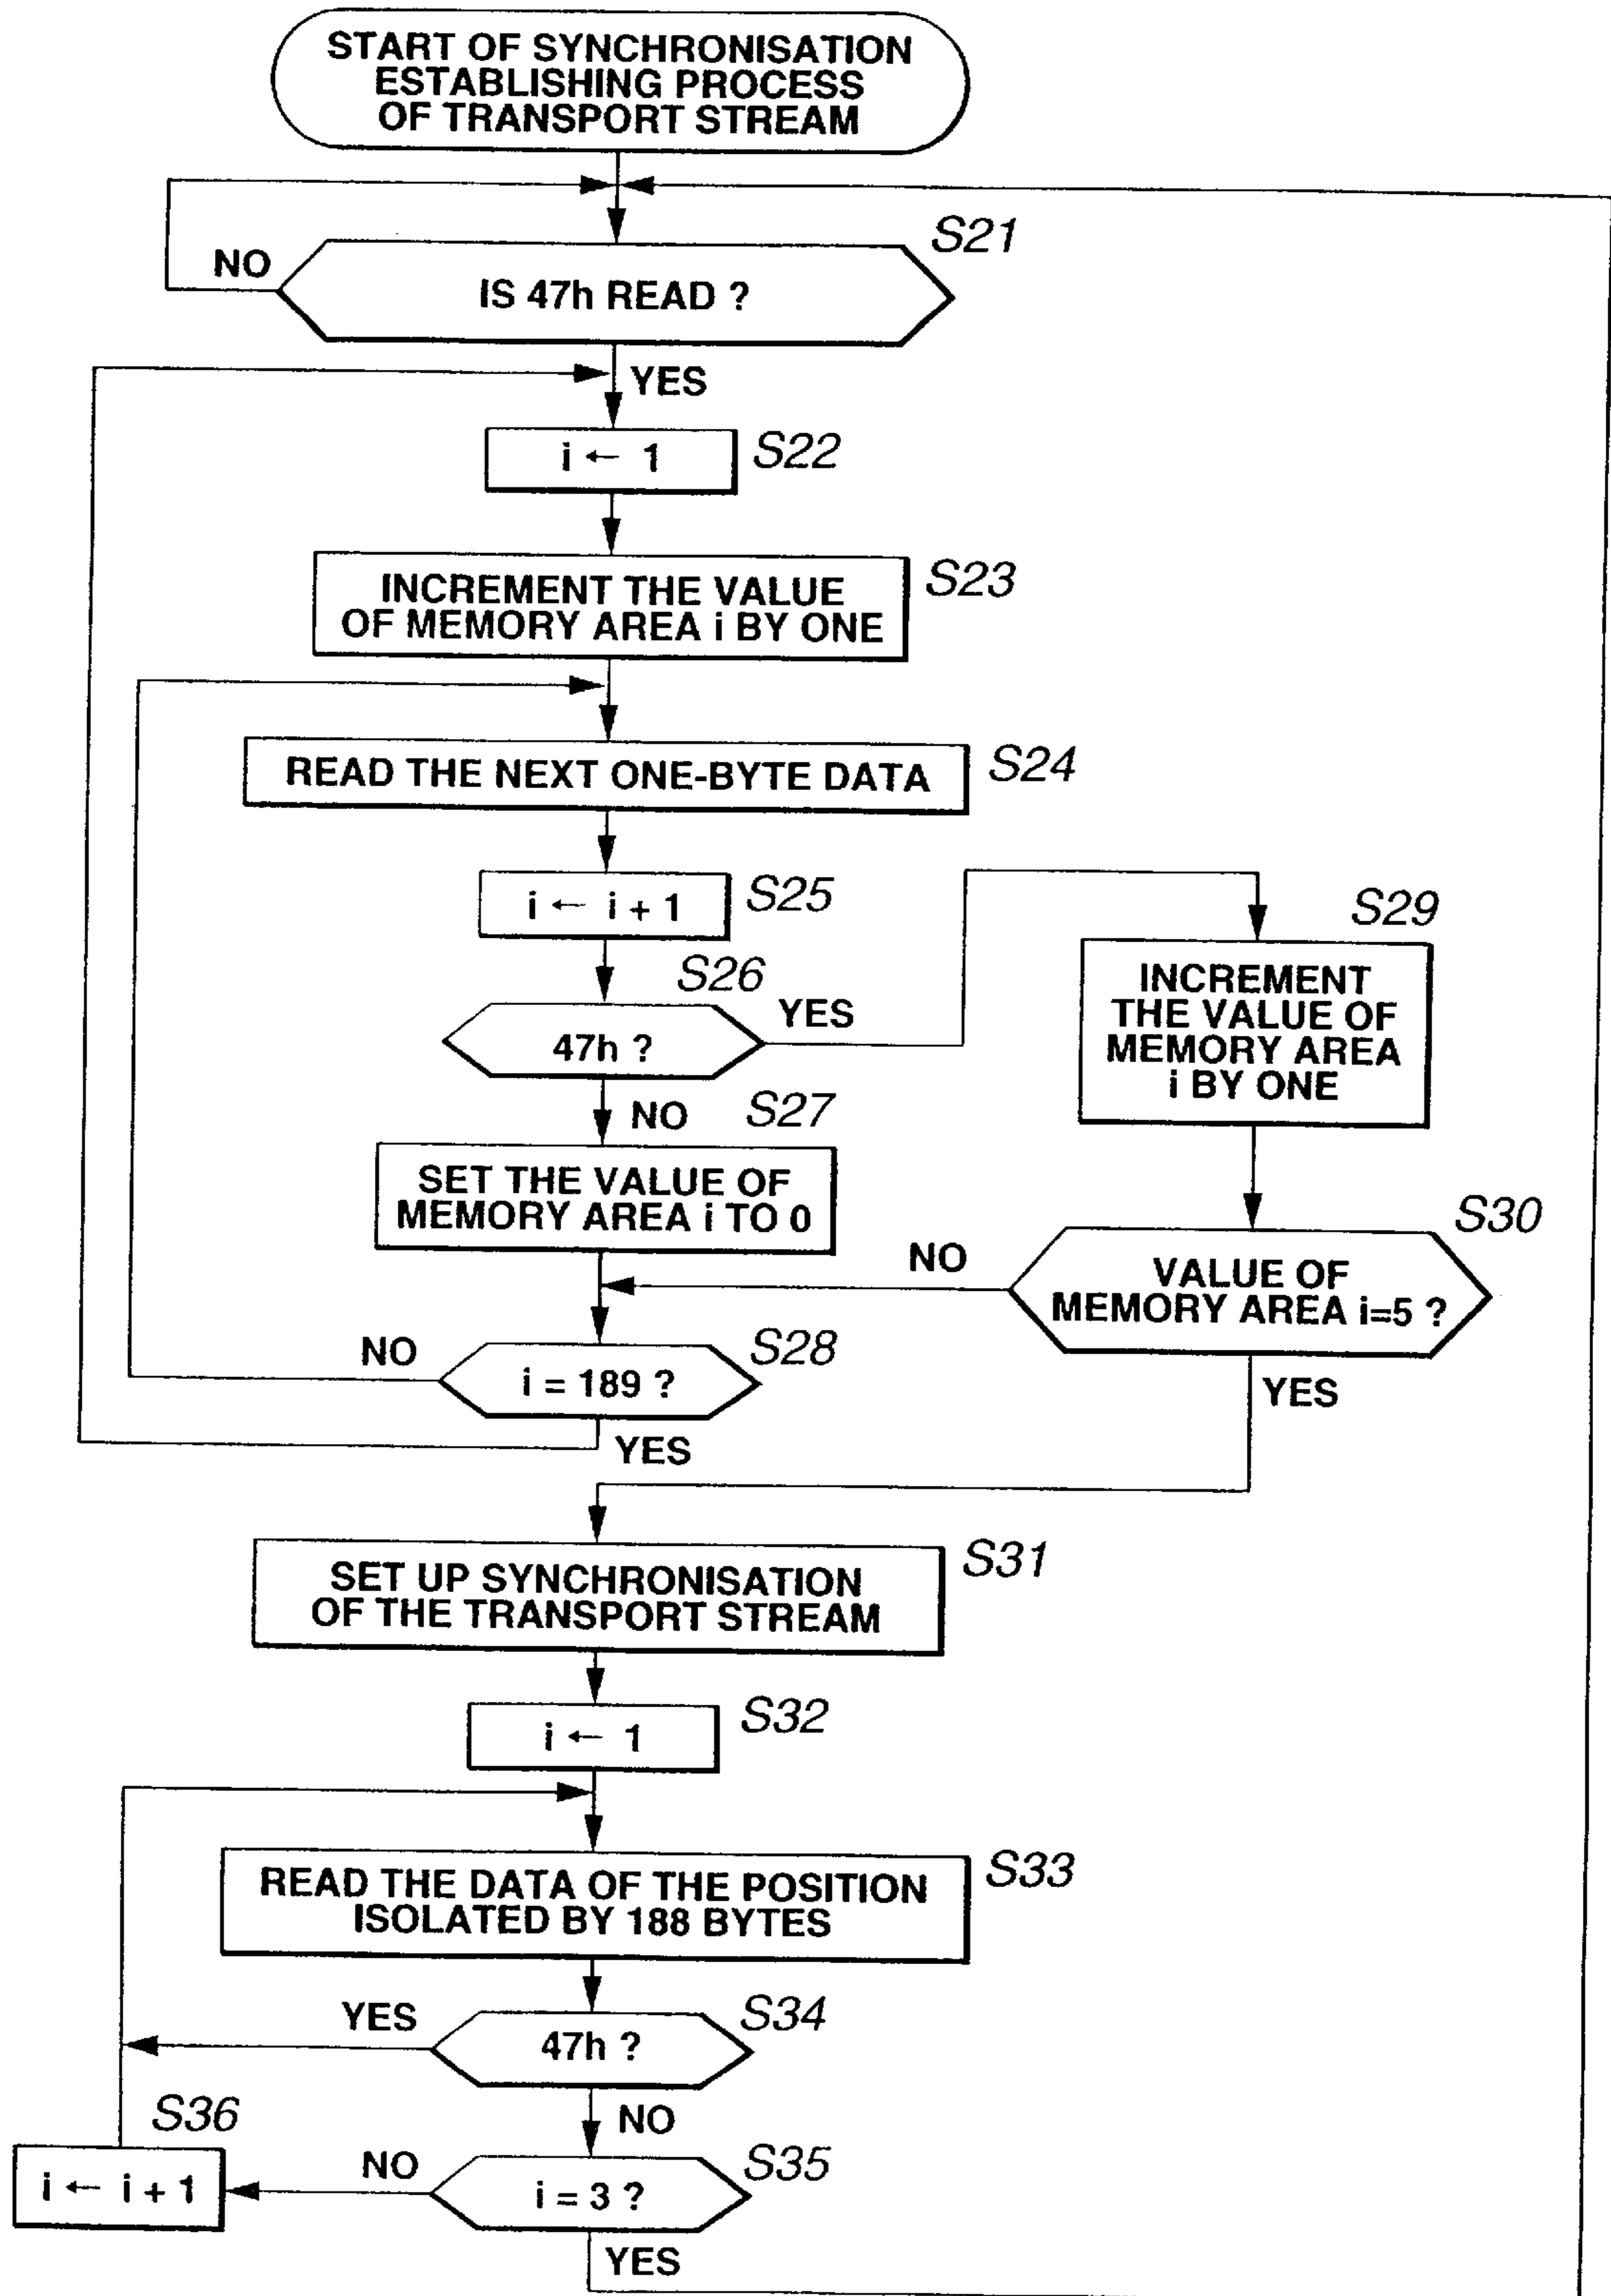 START OF SYNCHRONISATION
ESTABLISHING PROCESS
OF TRANSPORT STREAM
S21
NO
IS 47h READ ?
YES
S22
i ← 1
S23
INCREMENT THE VALUE
OF MEMORY AREA i BY ONE
S24
READ THE NEXT ONE-BYTE DATA
S25
i ← i + 1
S29
INCREMENT
THE VALUE OF
MEMORY AREA
i BY ONE
S26
YES
47h ?
S27
NO
SET THE VALUE OF
MEMORY AREA i TO 0
S30
NO
VALUE OF
MEMORY AREA i=5 ?
S28
NO
i = 189 ?
YES
YES
S31
SET UP SYNCHRONISATION
OF THE TRANSPORT STREAM
S32
i ← 1
S33
READ THE DATA OF THE POSITION
ISOLATED BY 188 BYTES
S34
YES
47h ?
NO
S36
S35
NO
i ← i + 1
i = 3 ?
YES